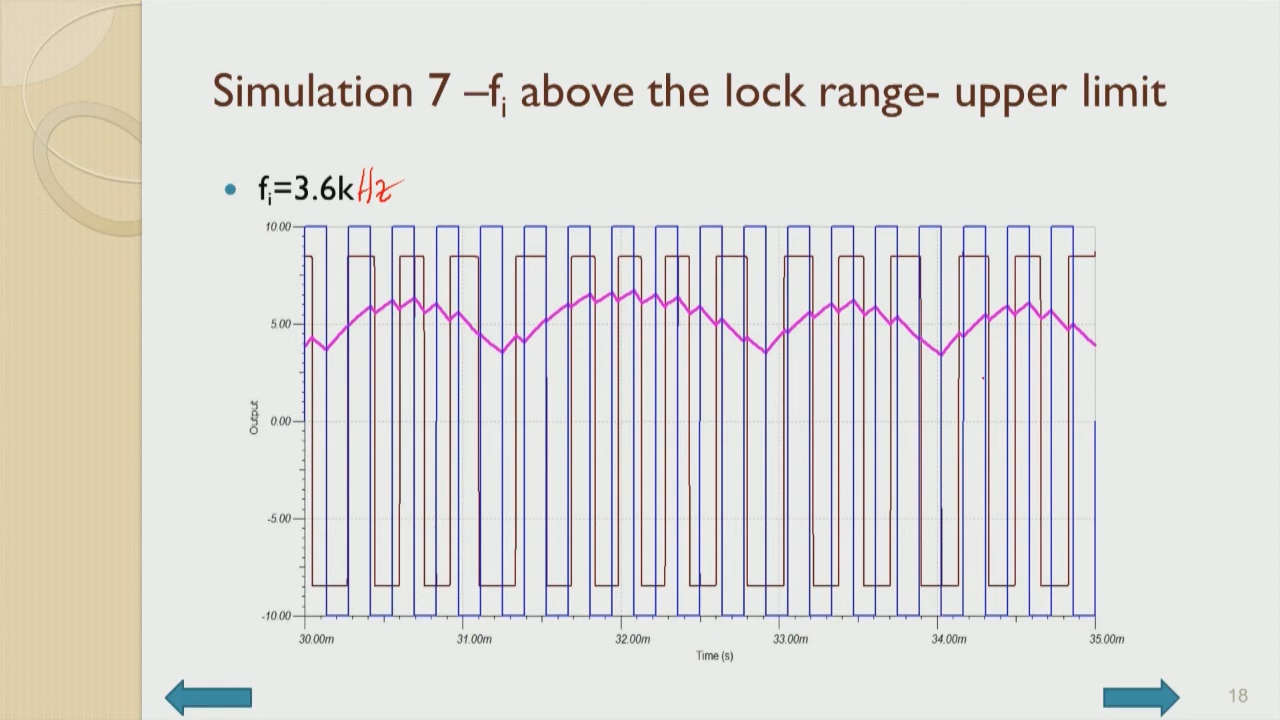 Simulation 7 –fi above the lock range- upper limit
• fi=3.6kHz
10.00
5.00
0.00
-5.00
-10.00
Output
30.00m 31.00m 32.00m 33.00m 34.00m 35.00m
Time (s)
18